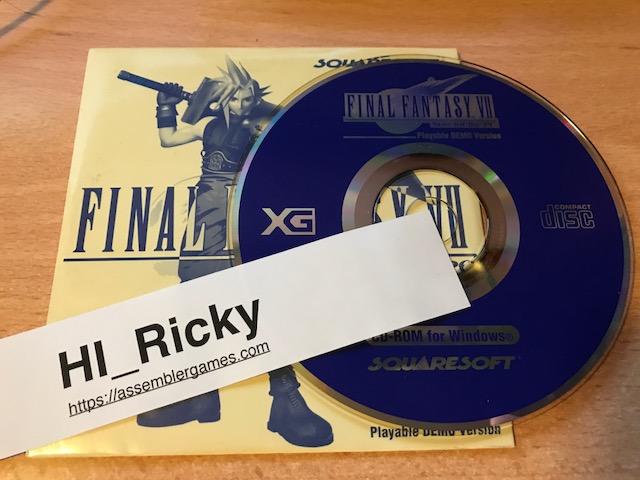 SQUARE
FINAL
FINAL FANTASY VII
Playable DEMO Version
XG
COMPACT
disc
HI_Ricky
https://assemblergames.com
CD-ROM for Windows®
SQUARESOFT
Playable DEMO Version